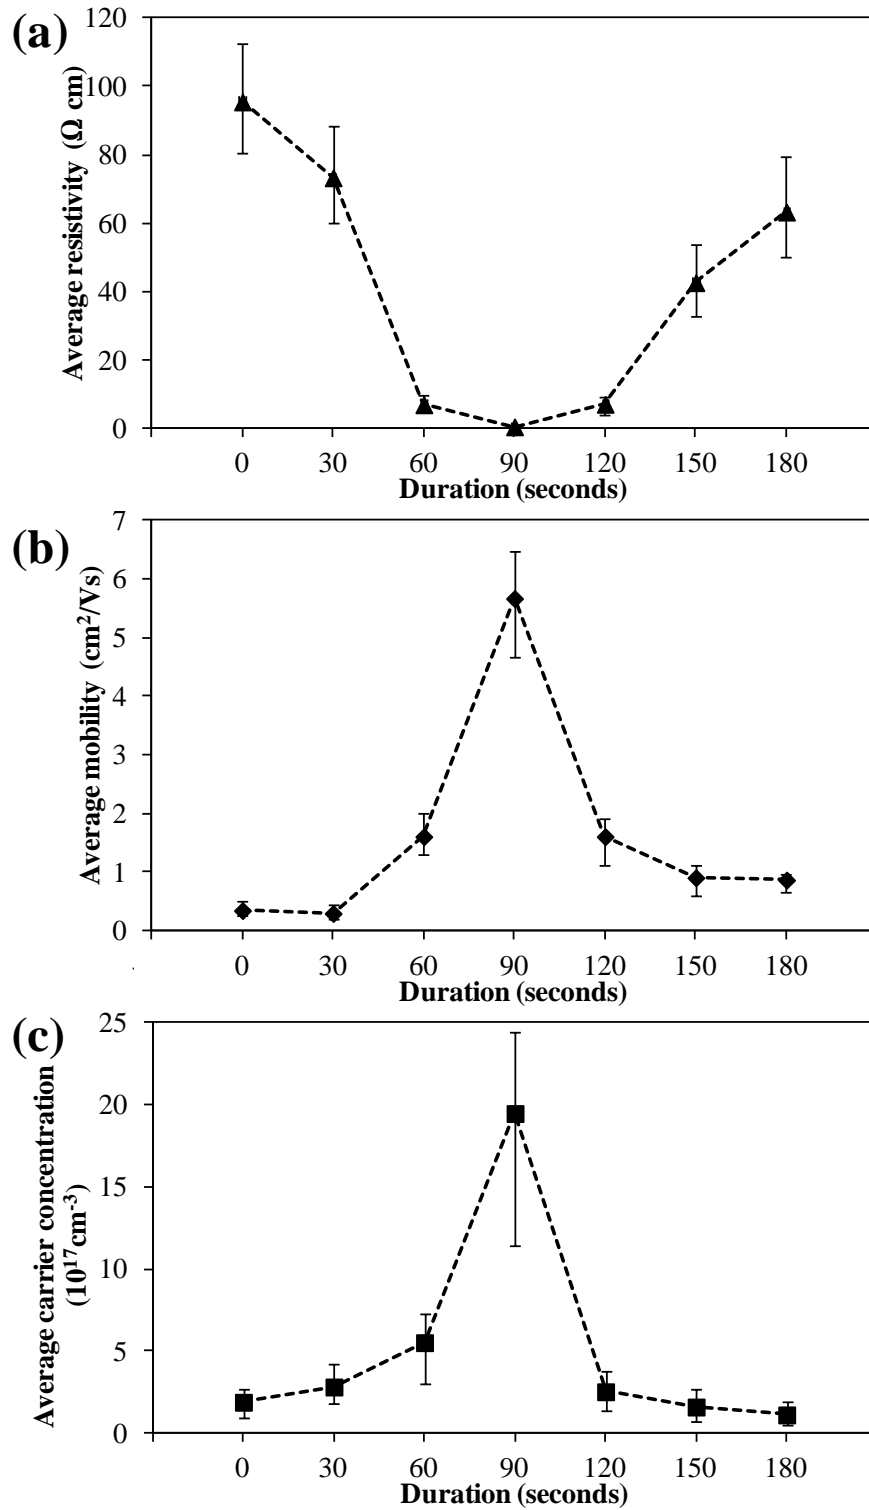 (a)
Average resistivity (Ω cm)
120
100
80
60
40
20
0
0 30 60 90 120 150 180
Duration (seconds)
(b)
Average mobility (cm²/Vs)
7
6
5
4
3
2
1
0
0 30 60 90 120 150 180
Duration (seconds)
(c)
Average carrier concentration
(10¹⁷cm⁻³)
25
20
15
10
5
0
0 30 60 90 120 150 180
Duration (seconds)